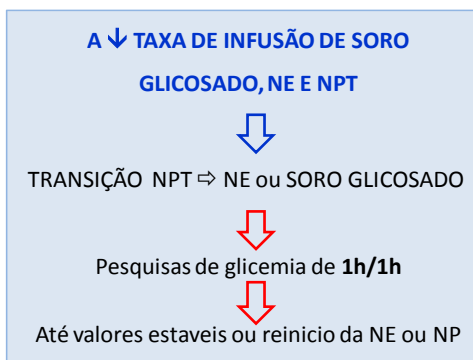 A ↓ TAXA DE INFUSÃO DE SORO
GLICOSADO, NE E NPT
TRANSIÇÃO NPT ⇨ NE ou SORO GLICOSADO
Pesquisas de glicemia de 1h/1h
Até valores estaveis ou reinicio da NE ou NP